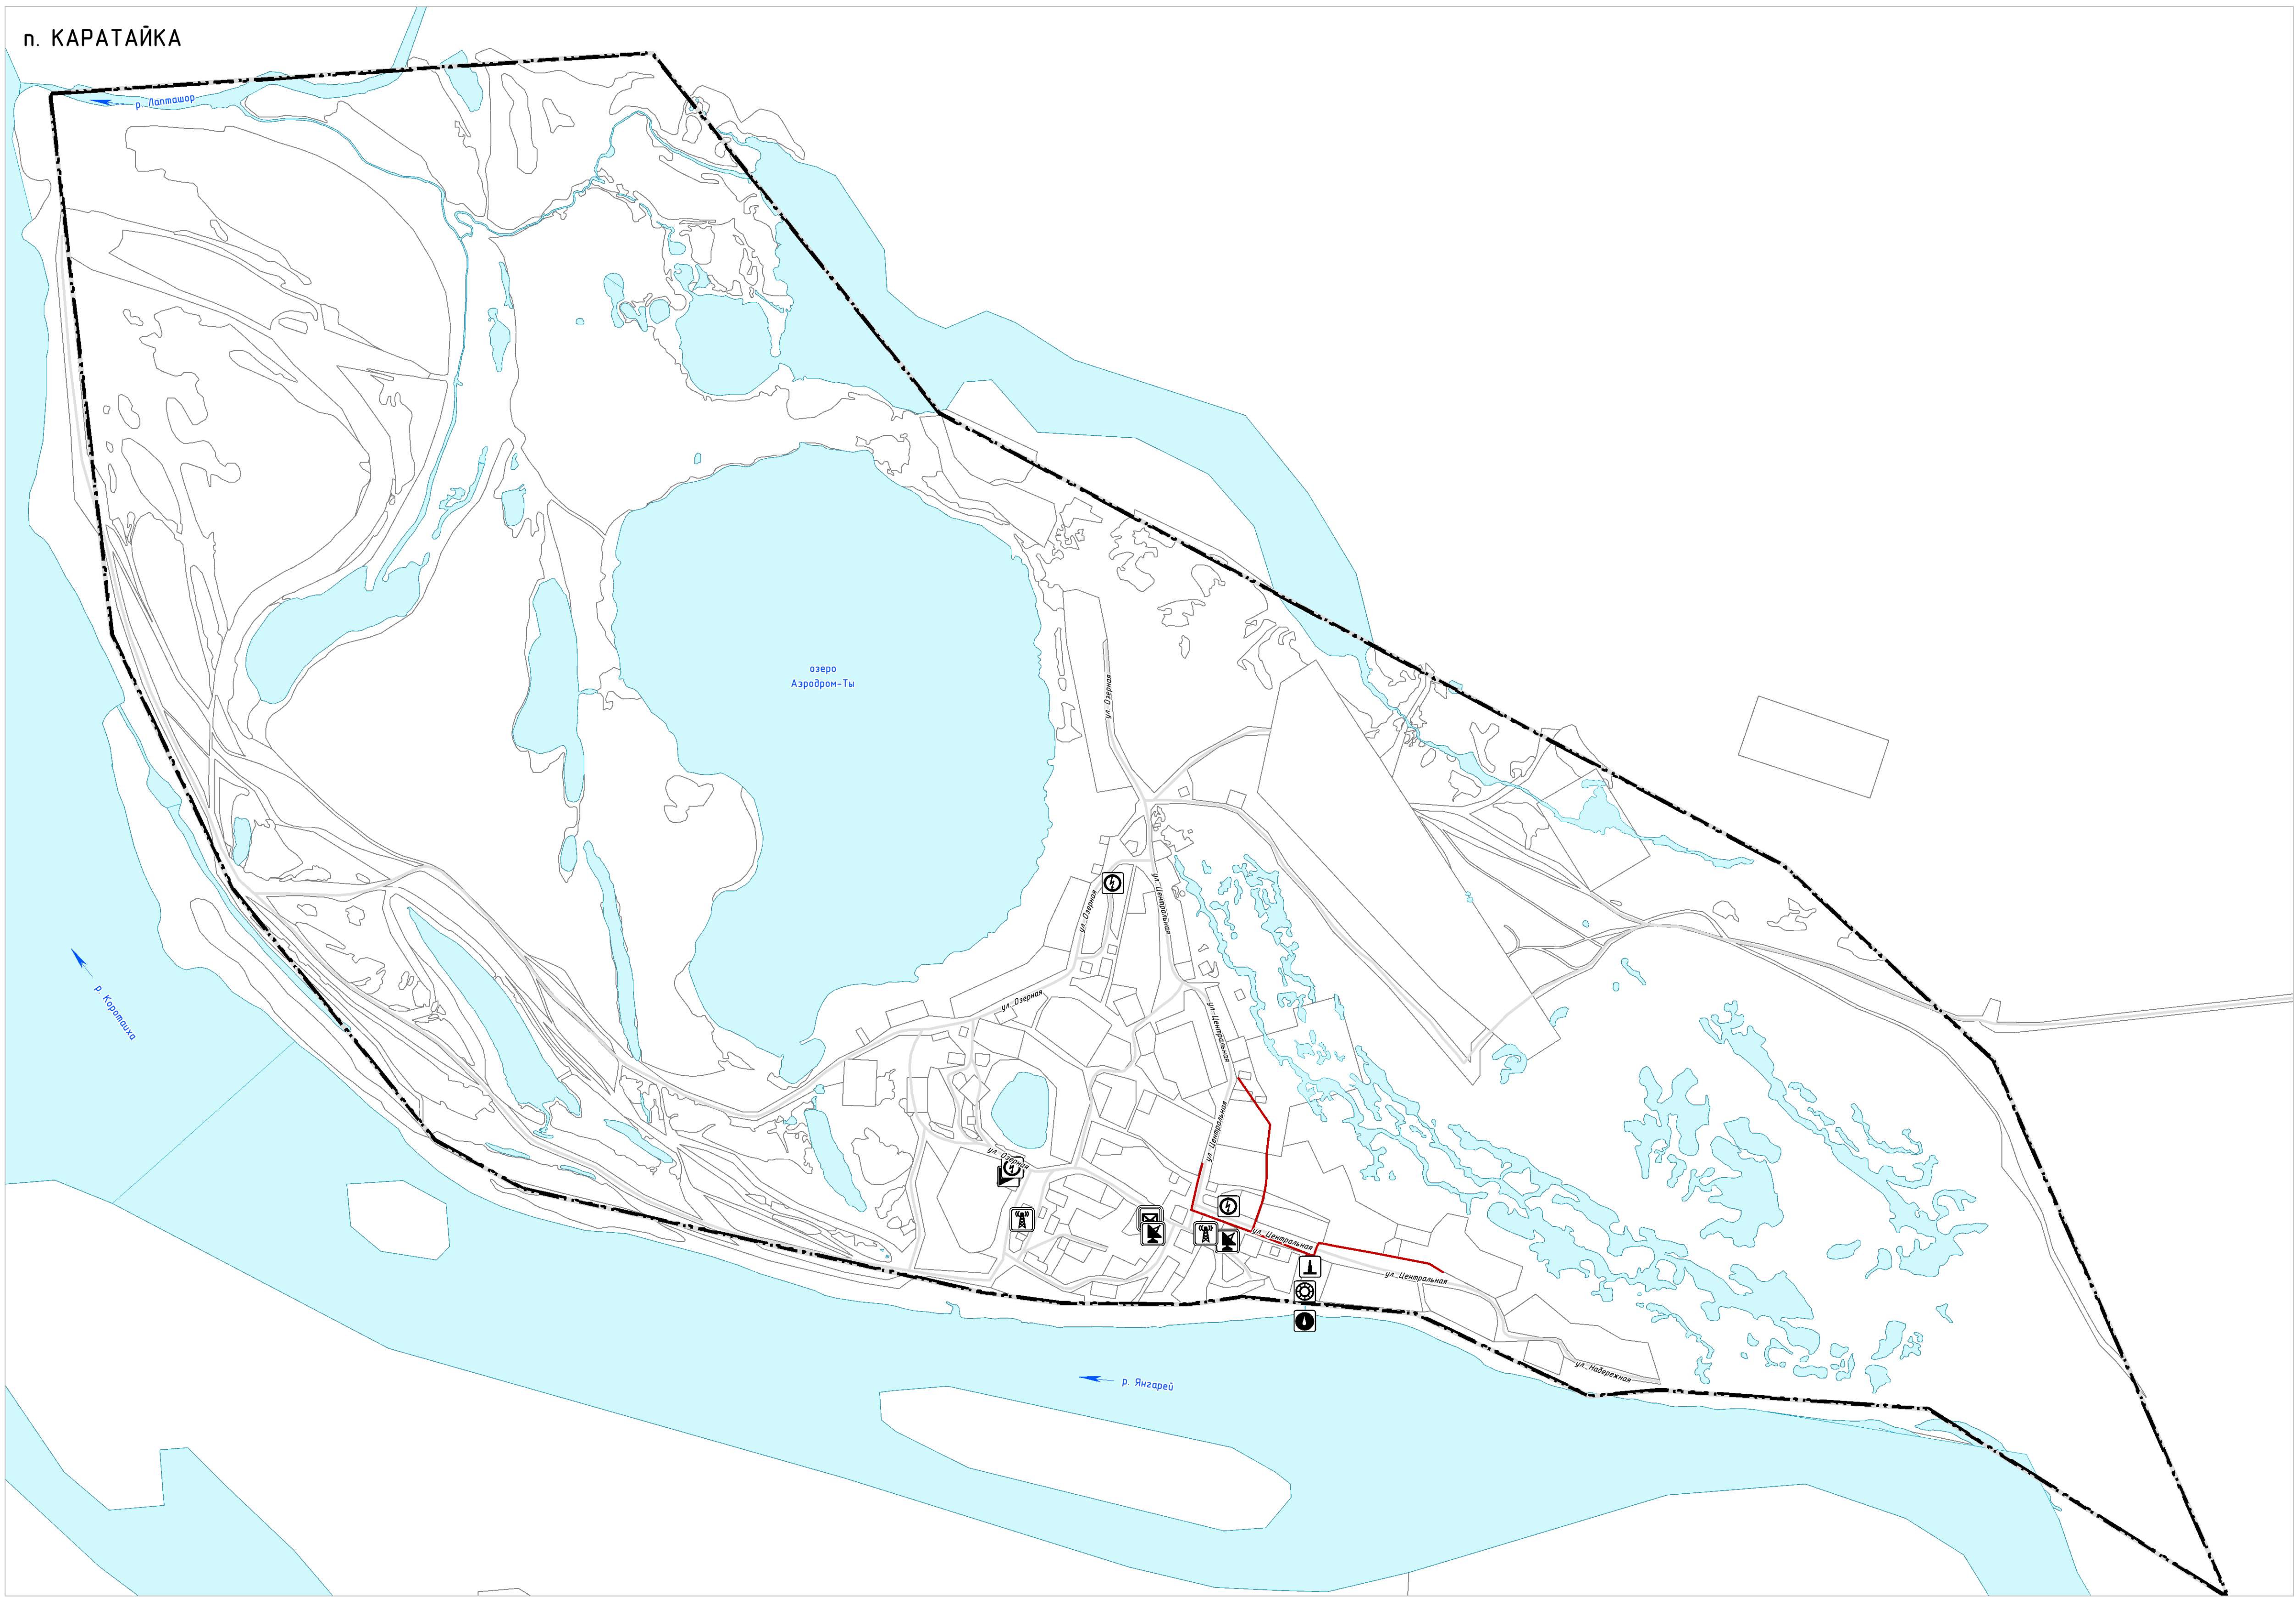 п. КАРАТАЙКА
р. Лапташор
озеро
Аэродром-Ты
ул. Озерная
ул. Озерная
ул. Центральная
р. Коротаиха
ул. Озерная
ул. Центральная
ул. Центральная
ул. Озерная
ул. Центральная
ул. Центральная
ул. Набережная
р. Янгарей